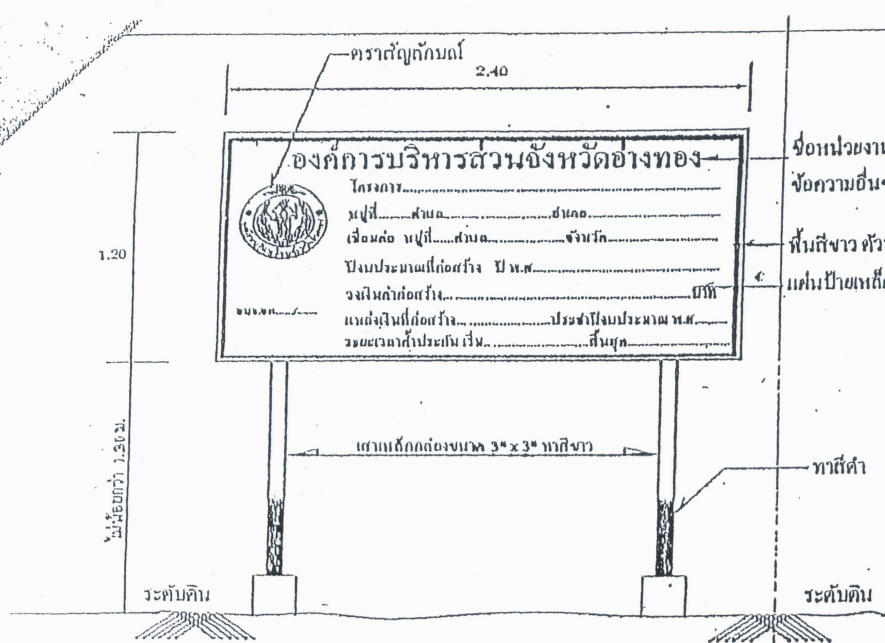 ตราสัญลักษณ์
2.40
องค์การบริหารส่วนจังหวัดอ่างทอง
ชื่อหน่วยงาน
ข้อความอื่นๆ
โครงการ
หมู่ที่ ตำบล อำเภอ
เชื่อมต่อ หมู่ที่ ตำบล จังหวัด
พื้นสีขาว ตัว
1.20
ปีงบประมาณที่ก่อสร้าง ปี พ.ศ.
แผ่นป้ายเหล็ก
วงเงินค่าก่อสร้าง บาท
แหล่งเงินที่ก่อสร้าง ประจำปีงบประมาณ พ.ศ.
ระยะเวลาค้ำประกัน เริ่ม สิ้นสุด
เสาเหล็กกล่องขนาด 3" x 3" ทาสีขาว
ไม่น้อยกว่า 1.30 ม.
ทาสีดำ
ระดับดิน
ระดับดิน